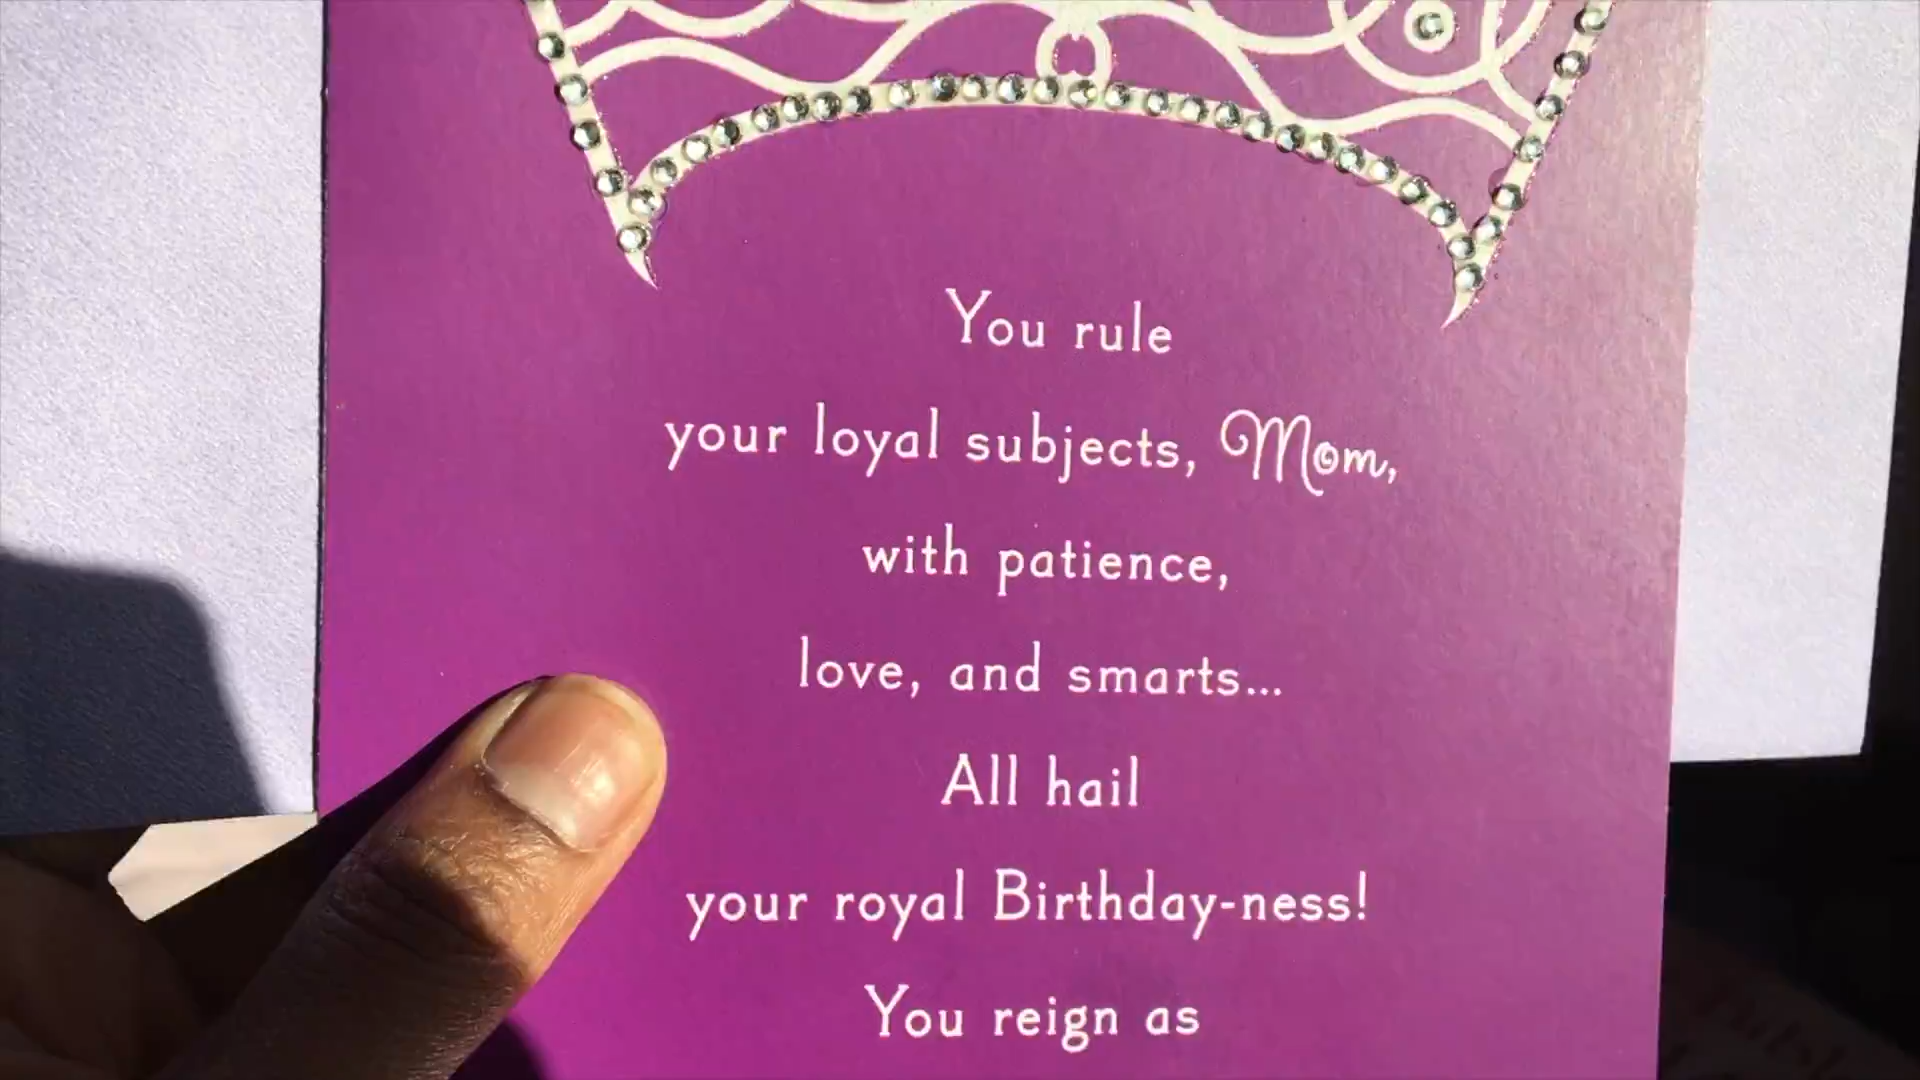 You rule
your loyal subjects, Mom,
with patience,
love, and smarts...
All hail
your royal Birthday-ness!
You reign as